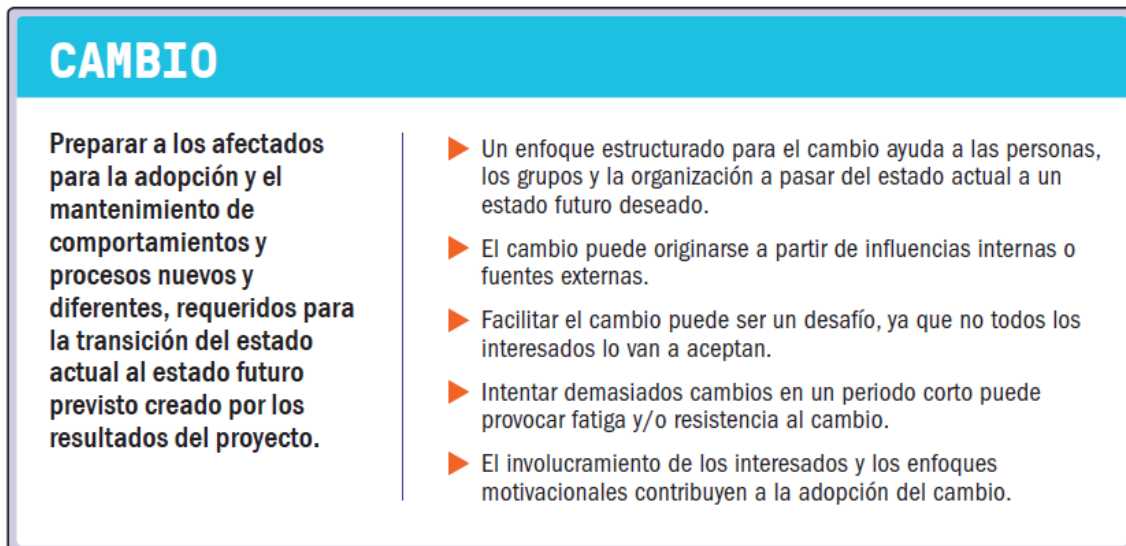 CAMBIO
Preparar a los afectados
para la adopción y el
mantenimiento de
comportamientos y
procesos nuevos y
diferentes, requeridos para
la transición del estado
actual al estado futuro
previsto creado por los
resultados del proyecto.
Un enfoque estructurado para el cambio ayuda a las personas,
los grupos y la organización a pasar del estado actual a un
estado futuro deseado.
El cambio puede originarse a partir de influencias internas o
fuentes externas.
Facilitar el cambio puede ser un desafío, ya que no todos los
interesados lo van a aceptan.
Intentar demasiados cambios en un periodo corto puede
provocar fatiga y/o resistencia al cambio.
El involucramiento de los interesados y los enfoques
motivacionales contribuyen a la adopción del cambio.